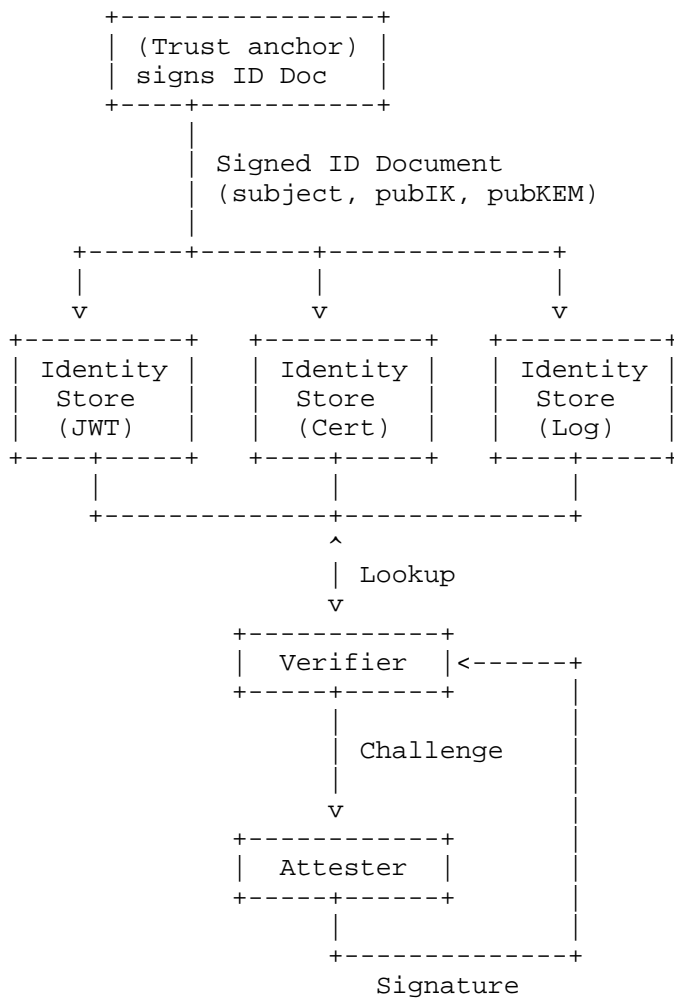 (Trust anchor)
signs ID Doc
Signed ID Document
(subject, pubIK, pubKEM)
Identity Identity Identity
Store Store Store
(JWT) (Cert) (Log)
Lookup
Verifier
Challenge
Attester
Signature